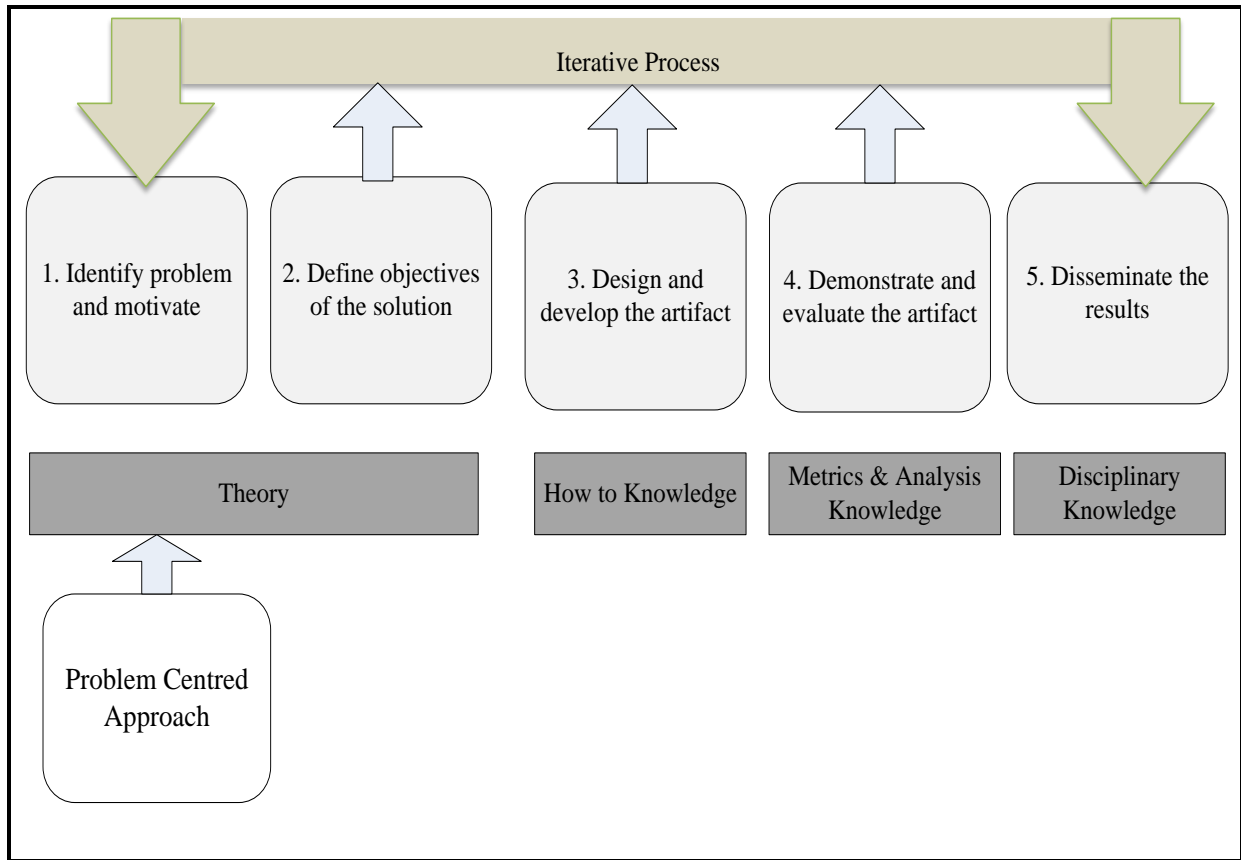 Iterative Process
1. Identify problem
and motivate
2. Define objectives
of the solution
3. Design and
develop the artifact
4. Demonstrate and
evaluate the artifact
5. Disseminate the
results
Theory
How to Knowledge
Metrics & Analysis
Knowledge
Disciplinary
Knowledge
Problem Centred
Approach